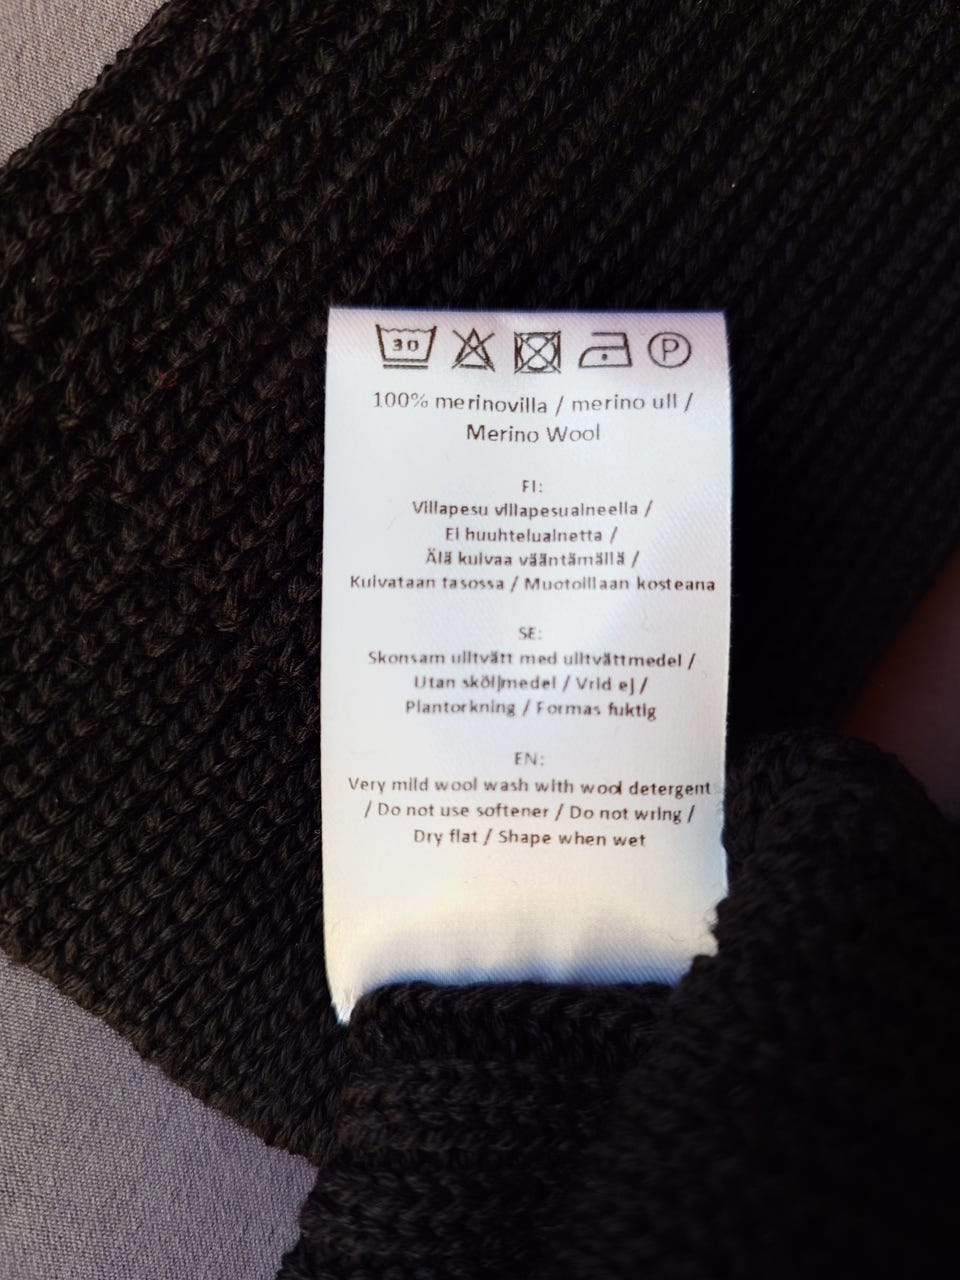 30 P
100% merinovilla / merino ull /
Merino Wool
FI:
Villapesu villapesuaineella /
Ei huuhteluainetta /
Älä kuivaa vääntämällä /
Kuivataan tasossa / Muotoillaan kosteana
SE:
Skonsam ulltvätt med ulltvättmedel /
Utan sköljmedel / Vrid ej /
Plantorkning / Formas fuktig
EN:
Very mild wool wash with wool detergent
/ Do not use softener / Do not wring /
Dry flat / Shape when wet